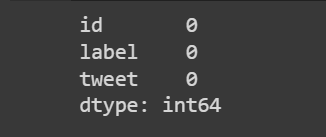 id       0
label    0
tweet    0
dtype: int64